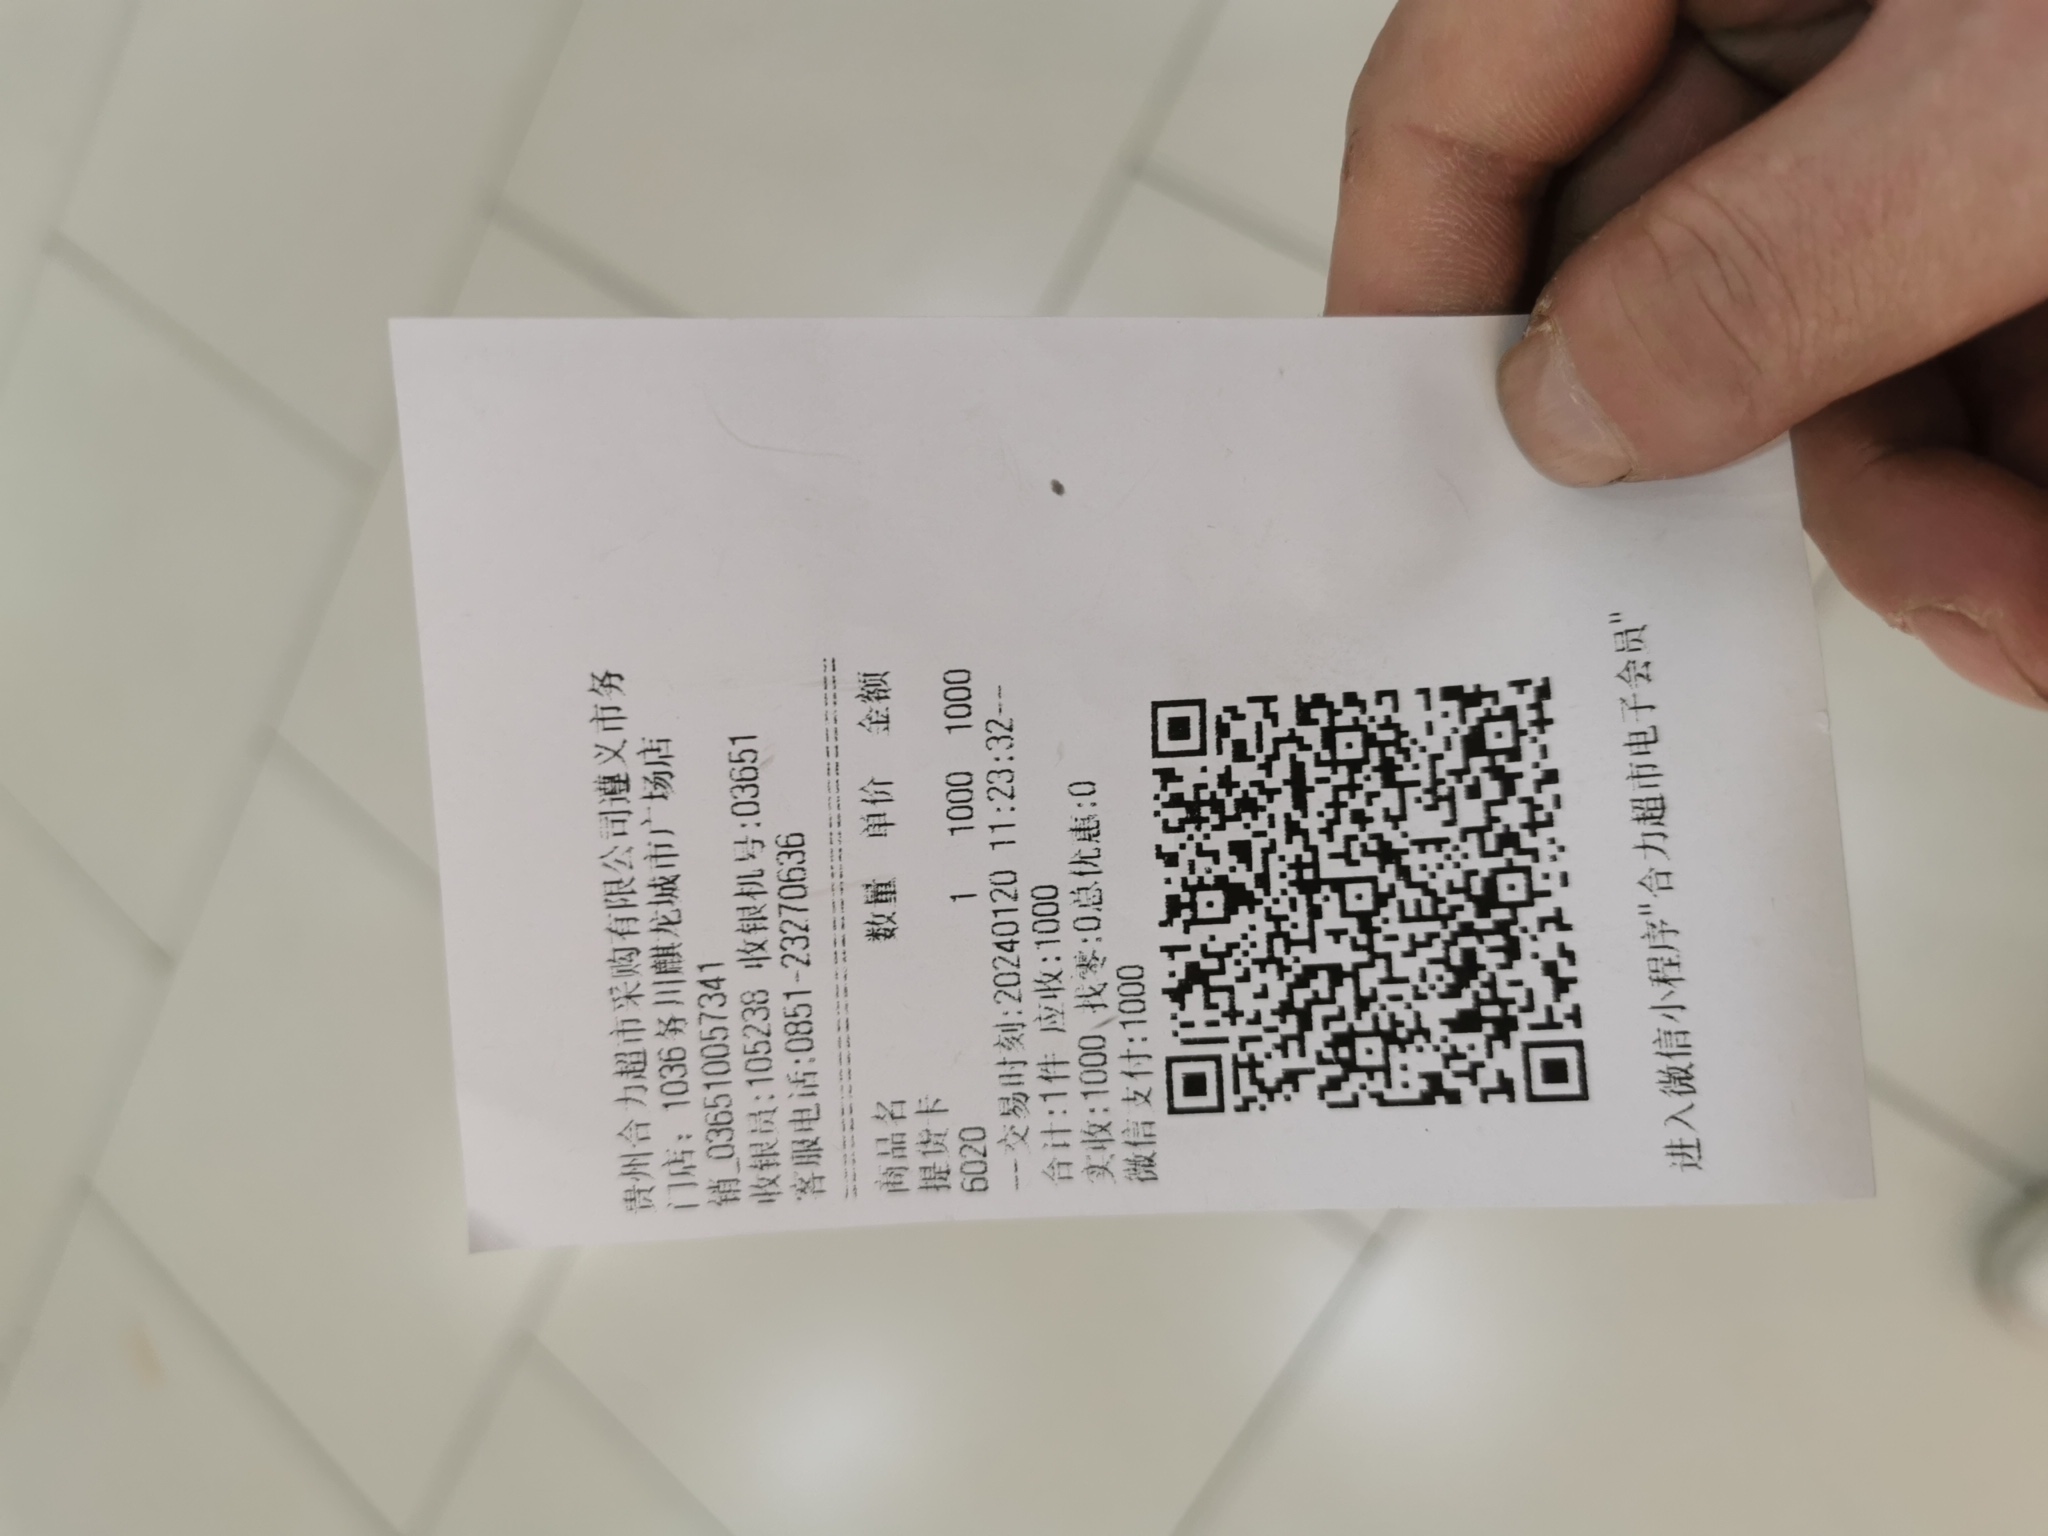 贵州合力超市采购有限公司遵义市务
门店: 1036务川麒龙城市广场店
销_036510057341
收银员:105238 收银机号:03651
客服电话:0851-23270636
商品名 数量 单价 金额
提货卡
6020 1 1000 1000
---交易时刻:20240120 11:23:32---
合计:1件 应收:1000
实收:1000 找零:0总优惠:0
微信支付:1000
进入微信小程序"合力超市电子会员"